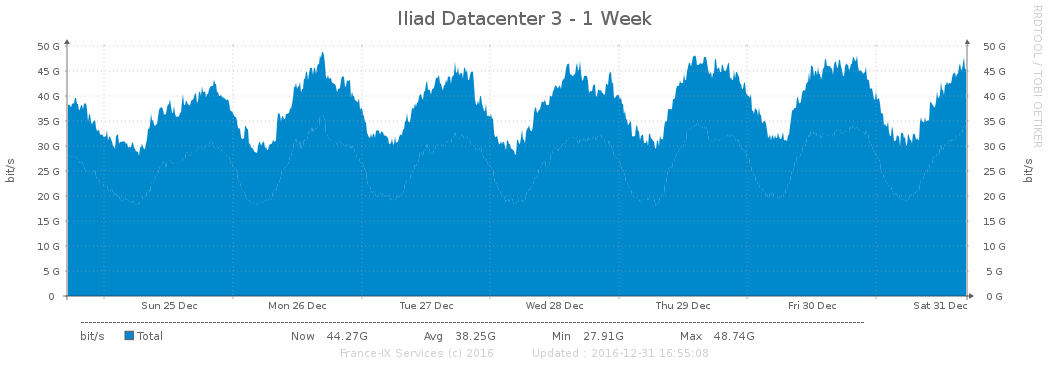 Iliad Datacenter 3 - 1 Week
RRDTOOL / TOBI OETIKER
bit/s
50 G
45 G
40 G
35 G
30 G
25 G
20 G
15 G
10 G
5 G
0
50 G
45 G
40 G
35 G
30 G
25 G
20 G
15 G
10 G
5 G
0 G
bit/s
Sun 25 Dec Mon 26 Dec Tue 27 Dec Wed 28 Dec Thu 29 Dec Fri 30 Dec Sat 31 Dec
bit/s Total Now 44.27G Avg 38.25G Min 27.91G Max 48.74G
France-IX Services (c) 2016 Updated : 2016-12-31 16:55:08